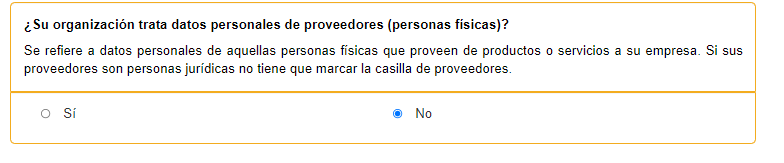 ¿Su organización trata datos personales de proveedores (personas físicas)?
Se refiere a datos personales de aquellas personas físicas que proveen de productos o servicios a su empresa. Si sus
proveedores son personas jurídicas no tiene que marcar la casilla de proveedores.
Sí No